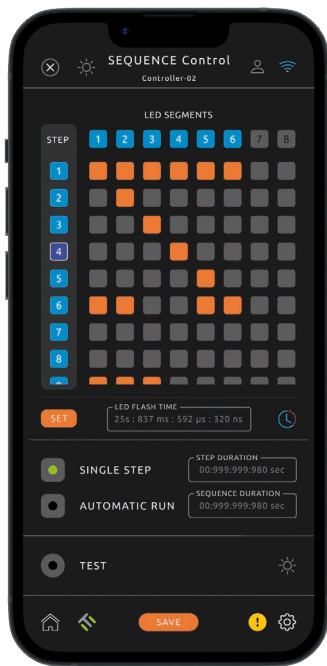 SEQUENCE Control
Controller-02
LED SEGMENTS
STEP 1 2 3 4 5 6 7 8
1
2
3
4
5
6
7
8
LED FLASH TIME
SET 25s : 837 ms : 592 µs : 320 ns
STEP DURATION
SINGLE STEP 00:999:999:980 sec
SEQUENCE DURATION
AUTOMATIC RUN 00:999:999:980 sec
TEST
SAVE !